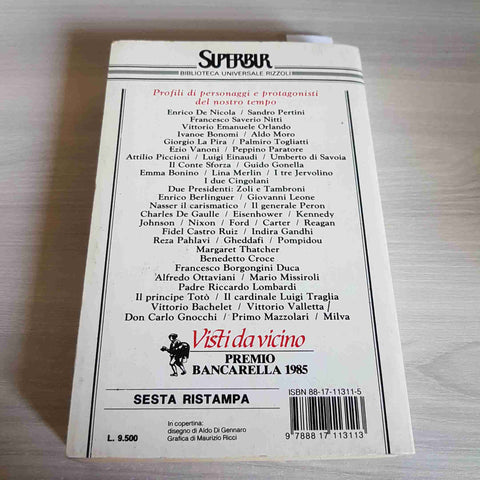 SUPERBUR
BIBLIOTECA UNIVERSALE RIZZOLI
Profili di personaggi e protagonisti
del nostro tempo
Enrico De Nicola / Sandro Pertini
Francesco Saverio Nitti
Vittorio Emanuele Orlando
Ivanoe Bonomi / Aldo Moro
Giorgio La Pira / Palmiro Togliatti
Ezio Vanoni / Peppino Paratore
Attilio Piccioni / Luigi Einaudi / Umberto di Savoia
Il Conte Sforza / Guido Gonella
Emma Bonino / Lina Merlin / I tre Jervolino
I due Cingolani
Due Presidenti: Zoli e Tambroni
Enrico Berlinguer / Giovanni Leone
Nasser il carismatico / Il generale Peron
Charles De Gaulle / Eisenhower / Kennedy
Johnson / Nixon / Ford / Carter / Reagan
Fidel Castro Ruiz / Indira Gandhi
Reza Pahlavi / Gheddafi / Pompidou
Margaret Thatcher
Benedetto Croce
Francesco Borgongini Duca
Alfredo Ottaviani / Mario Missiroli
Padre Riccardo Lombardi
Il principe Totò / Il cardinale Luigi Traglia
Vittorio Bachelet / Vittorio Valletta
Don Carlo Gnocchi / Primo Mazzolari / Milva
Visti da vicino
PREMIO
BANCARELLA 1985
SESTA RISTAMPA
ISBN 88-17-11311-5
L. 9.500
In copertina:
disegno di Aldo Di Gennaro
Grafica di Maurizio Ricci
9 788817 113113